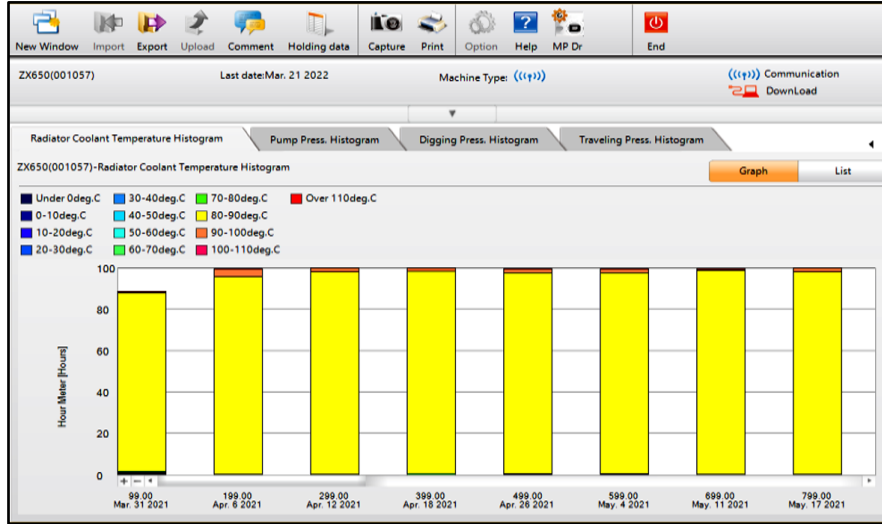 New Window Import Export Upload Comment Holding data Capture Print Option Help MP Dr End
ZX650(001057) Last date:Mar. 21 2022 Machine Type: (((ꞁ))) (((ꞁ))) Communication
DownLoad
Radiator Coolant Temperature Histogram Pump Press. Histogram Digging Press. Histogram Traveling Press. Histogram
ZX650(001057)-Radiator Coolant Temperature Histogram Graph List
Under 0deg.C 30-40deg.C 70-80deg.C Over 110deg.C
0-10deg.C 40-50deg.C 80-90deg.C
10-20deg.C 50-60deg.C 90-100deg.C
20-30deg.C 60-70deg.C 100-110deg.C
100
80
60
40
20
0
Hour Meter [Hours]
99.00 199.00 299.00 399.00 499.00 599.00 699.00 799.00
Mar. 31 2021 Apr. 6 2021 Apr. 12 2021 Apr. 18 2021 Apr. 26 2021 May. 4 2021 May. 11 2021 May. 17 2021